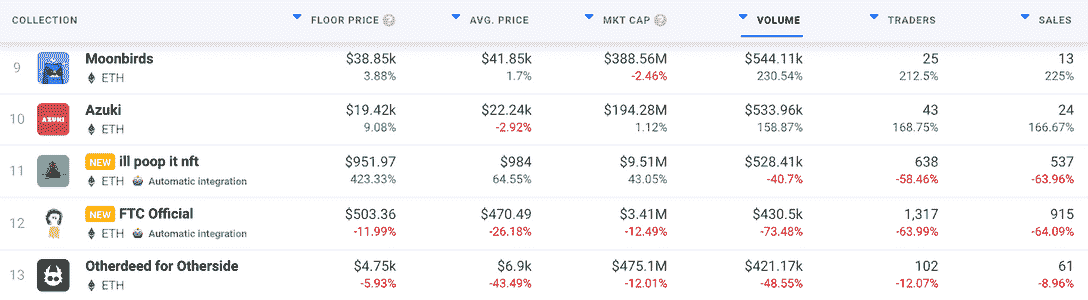 COLLECTION FLOOR PRICE AVG. PRICE MKT CAP VOLUME TRADERS SALES
9 Moonbirds $38.85k $41.85k $388.56M $544.11k 25 13
ETH 3.88% 1.7% -2.46% 230.54% 212.5% 225%
10 AZUKI Azuki $19.42k $22.24k $194.28M $533.96k 43 24
ETH 9.08% -2.92% 1.12% 158.87% 168.75% 166.67%
11 NEW ill poop it nft $951.97 $984 $9.51M $528.41k 638 537
ETH Automatic integration 423.33% 64.55% 43.05% -40.7% -58.46% -63.96%
12 NEW FTC Official $503.36 $470.49 $3.41M $430.5k 1,317 915
ETH Automatic integration -11.99% -26.18% -12.49% -73.48% -63.99% -64.09%
13 Otherdeed for Otherside $4.75k $6.9k $475.1M $421.17k 102 61
ETH -5.93% -43.49% -12.01% -48.55% -12.07% -8.96%